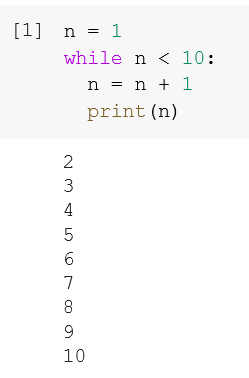 [1] n = 1
while n < 10:
  n = n + 1
  print(n)
2
3
4
5
6
7
8
9
10